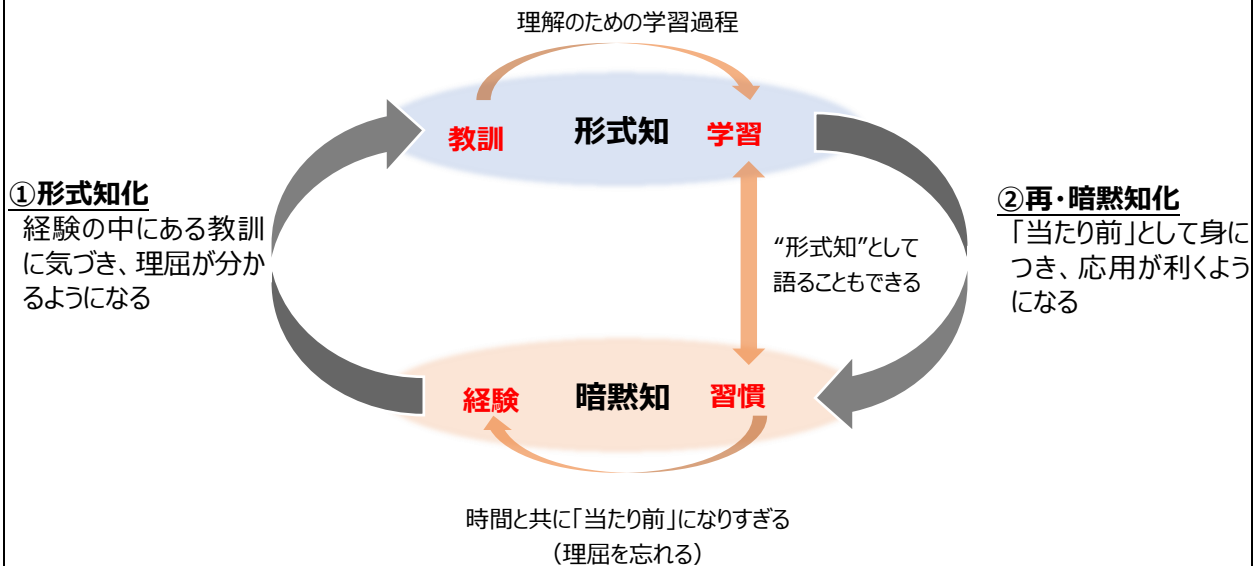 理解のための学習過程
教訓
形式知
学習
①形式知化
経験の中にある教訓
に気づき、理屈が分か
るようになる
②再・暗黙知化
「当たり前」として身に
つき、応用が利くよう
になる
“形式知”として
語ることもできる
経験
暗黙知
習慣
時間と共に「当たり前」になりすぎる
（理屈を忘れる）